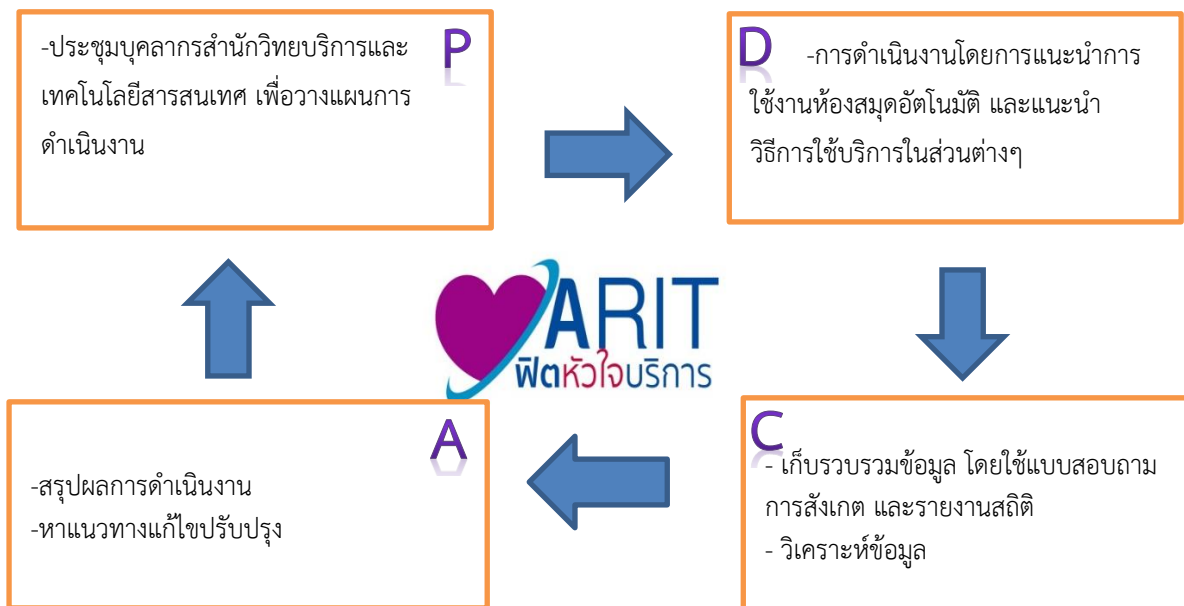 P
-ประชุมบุคลากรสำนักวิทยบริการและ
เทคโนโลยีสารสนเทศ เพื่อวางแผนการ
ดำเนินงาน
D
-การดำเนินงานโดยการแนะนำการ
ใช้งานห้องสมุดอัตโนมัติ และแนะนำ
วิธีการใช้บริการในส่วนต่างๆ
ARIT
ฟิตหัวใจบริการ
A
-สรุปผลการดำเนินงาน
-หาแนวทางแก้ไขปรับปรุง
C
- เก็บรวบรวมข้อมูล โดยใช้แบบสอบถาม
การสังเกต และรายงานสถิติ
- วิเคราะห์ข้อมูล